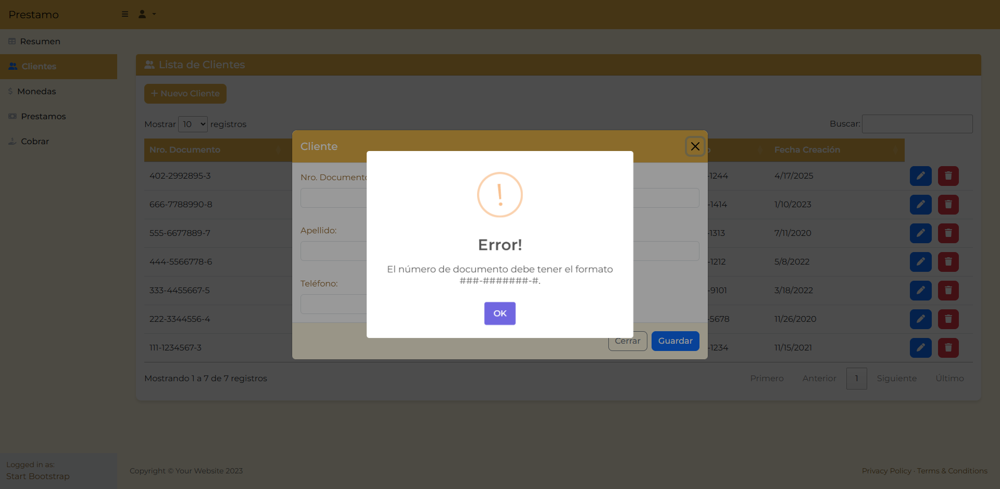 Prestamo
Resumen
Clientes
Monedas
Prestamos
Cobrar
Lista de Clientes
+ Nuevo Cliente
Mostrar 10 registros
Buscar:
Nro. Documento
Fecha Creación
402-2992895-3 -1244 4/17/2025
666-7788990-8 -1414 1/10/2023
555-6677889-7 -1313 7/11/2020
444-5566778-6 -1212 5/8/2022
333-4455667-5 -9101 3/18/2022
222-3344556-4 -5678 11/26/2020
111-1234567-3 -1234 11/15/2021
Mostrando 1 a 7 de 7 registros
Primero Anterior 1 Siguiente Último
Cliente
Nro. Documento
Apellido:
Teléfono:
Cerrar Guardar
Error!
El número de documento debe tener el formato
###-#######-#.
OK
Logged in as:
Start Bootstrap
Copyright © Your Website 2023
Privacy Policy · Terms & Conditions